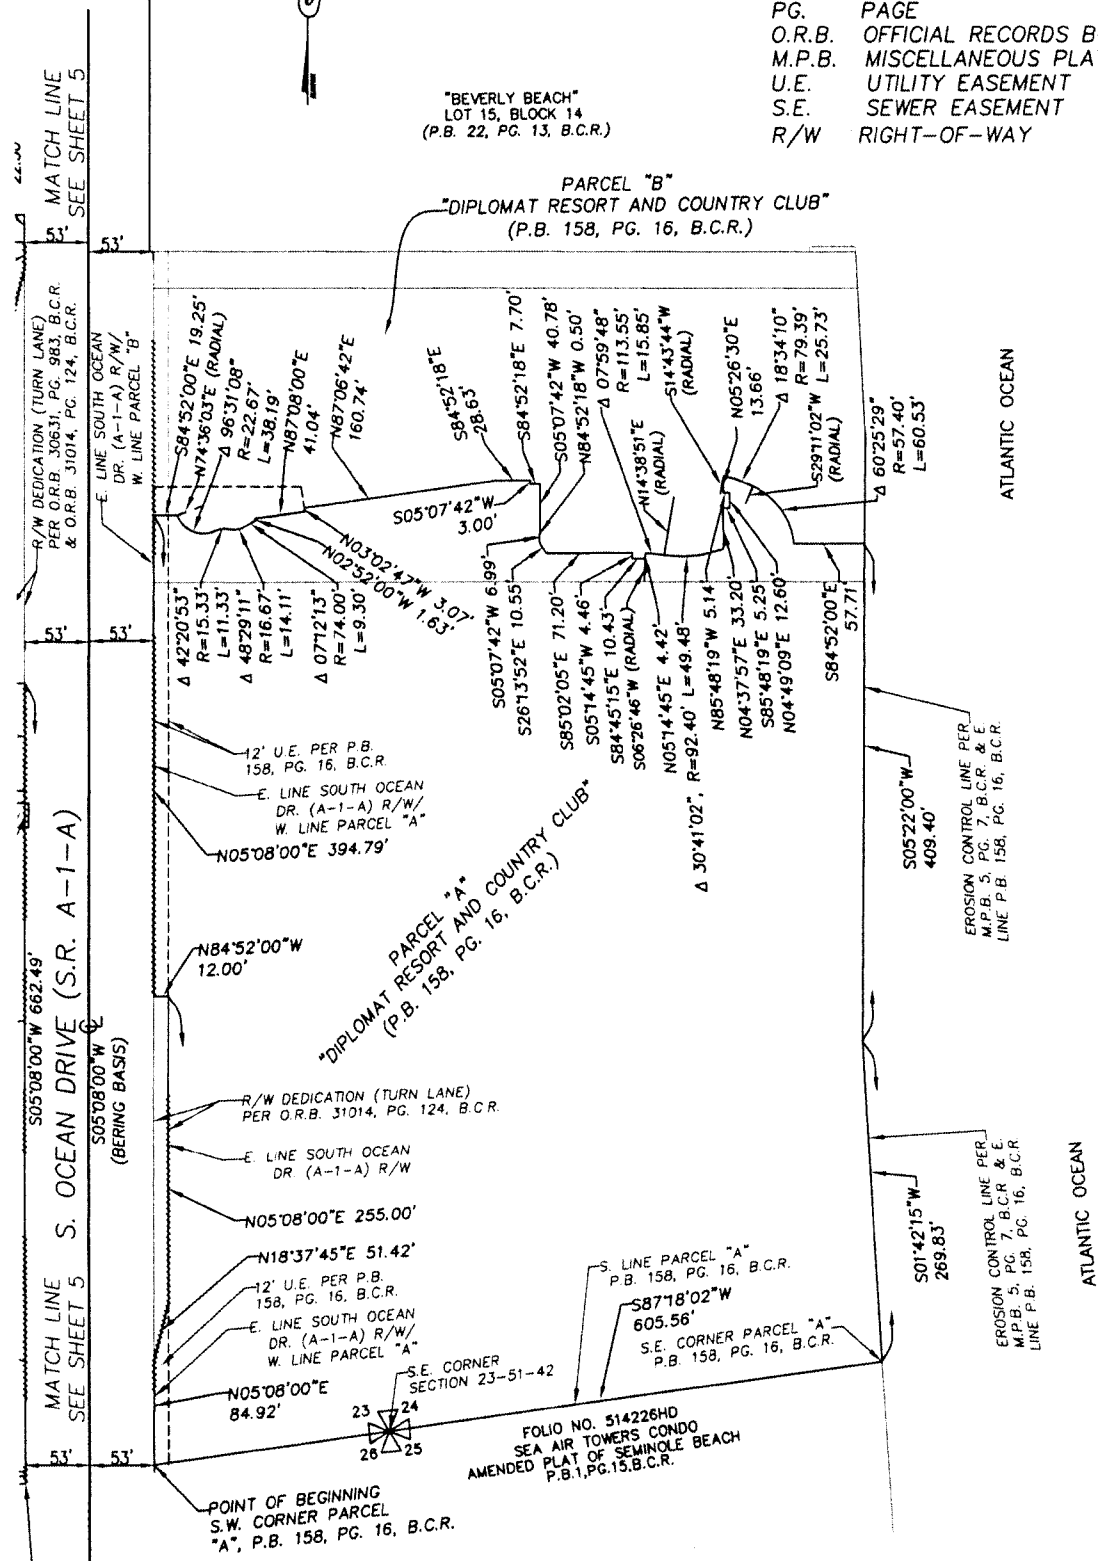 PG. PAGE
O.R.B. OFFICIAL RECORDS B
M.P.B. MISCELLANEOUS PLA
U.E. UTILITY EASEMENT
S.E. SEWER EASEMENT
R/W RIGHT-OF-WAY
"BEVERLY BEACH"
LOT 15, BLOCK 14
(P.B. 22, PG. 13, B.C.R.)
PARCEL "B"
"DIPLOMAT RESORT AND COUNTRY CLUB"
(P.B. 158, PG. 16, B.C.R.)
MATCH LINE
SEE SHEET 5
53'
53'
R/W DEDICATION (TURN LANE)
PER O.R.B. 30631, PG. 983, B.C.R.
& O.R.B. 31014, PG. 124, B.C.R.
E. LINE SOUTH OCEAN
DR. (A-1-A) R/W/
W. LINE PARCEL "B"
S84°52'00"E 19.25'
N74°36'03"E (RADIAL)
Δ 96°31'08"
R=22.67'
L=38.19'
N87°08'00"E
41.04'
N87°06'42"E
160.74'
S84°52'18"E
28.63'
S84°52'18"E 7.70'
S05°07'42"W 40.78'
N84°52'18"W 0.50'
Δ 07°59'48"
R=113.55'
L=15.85'
N14°38'51"E
(RADIAL)
S14°43'44"W
(RADIAL)
N05°26'30"E
13.66'
Δ 18°34'10"
R=79.39'
L=25.73'
S29°11'02"W
(RADIAL)
Δ 60°25'29"
R=57.40'
L=60.53'
ATLANTIC OCEAN
S05°07'42"W
3.00'
N03°02'47"W 3.07'
N02°52'00"W 1.63'
53'
53'
Δ 42°20'53"
R=15.33'
L=11.33'
Δ 48°29'11"
R=16.67'
L=14.11'
Δ 07°12'13"
R=74.00'
L=9.30'
S05°07'42"W 6.99'
S26°13'52"E 10.55'
S85°02'05"E 71.20'
S05°14'45"W 4.46'
S84°45'15"E 10.43'
S06°26'46"W (RADIAL)
N05°14'45"E 4.42'
Δ 30°41'02", R=92.40' L=49.48'
N85°48'19"W 5.14'
N04°37'57"E 33.20'
S85°48'19"E 5.25'
N04°49'09"E 12.60'
S84°52'00"E
57.71'
12' U.E. PER P.B.
158, PG. 16, B.C.R.
E. LINE SOUTH OCEAN
DR. (A-1-A) R/W/
W. LINE PARCEL "A"
N05°08'00"E 394.79'
PARCEL "A"
"DIPLOMAT RESORT AND COUNTRY CLUB"
(P.B. 158, PG. 16, B.C.R.)
S05°22'00"W
409.40'
EROSION CONTROL LINE PER
M.P.B. 5, PG. 7, B.C.R. & E.
LINE P.B. 158, PG. 16, B.C.R.
N84°52'00"W
12.00'
S05°08'00"W 662.49'
S. OCEAN DRIVE (S.R. A-1-A)
S05°08'00"W
(BERING BASIS)
R/W DEDICATION (TURN LANE)
PER O.R.B. 31014, PG. 124, B.C.R.
E. LINE SOUTH OCEAN
DR. (A-1-A) R/W
N05°08'00"E 255.00'
N18°37'45"E 51.42'
12' U.E. PER P.B.
158, PG. 16, B.C.R.
E. LINE SOUTH OCEAN
DR. (A-1-A) R/W/
W. LINE PARCEL "A"
N05°08'00"E
84.92'
S01°42'15"W
269.83'
EROSION CONTROL LINE PER
M.P.B. 5, PG. 7, B.C.R. & E.
LINE P.B. 158, PG. 16, B.C.R.
ATLANTIC OCEAN
S. LINE PARCEL "A"
P.B. 158, PG. 16, B.C.R.
S87°18'02"W
605.56'
S.E. CORNER PARCEL "A"
P.B. 158, PG. 16, B.C.R.
S.E. CORNER
SECTION 23-51-42
23 24
26 25
FOLIO NO. 514226HD
SEA AIR TOWERS CONDO
AMENDED PLAT OF SEMINOLE BEACH
P.B.1,PG.15,B.C.R.
MATCH LINE
SEE SHEET 5
53'
53'
POINT OF BEGINNING
S.W. CORNER PARCEL
"A", P.B. 158, PG. 16, B.C.R.